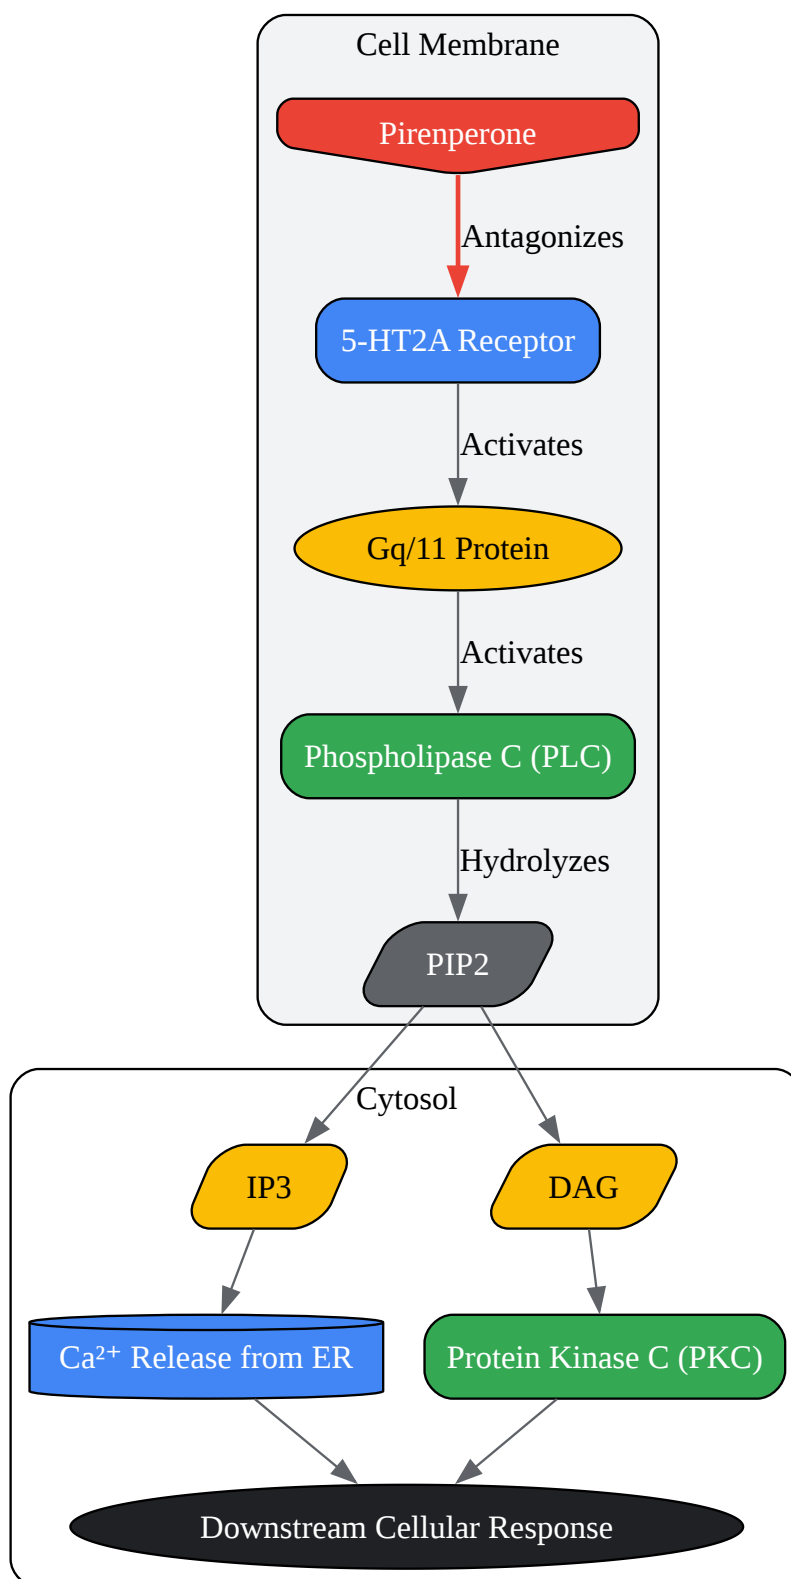 Cell Membrane
Pirenperone
Antagonizes
5-HT2A Receptor
Activates
Gq/11 Protein
Activates
Phospholipase C (PLC)
Hydrolyzes
PIP2
Cytosol
IP3
DAG
Ca²⁺ Release from ER
Protein Kinase C (PKC)
Downstream Cellular Response